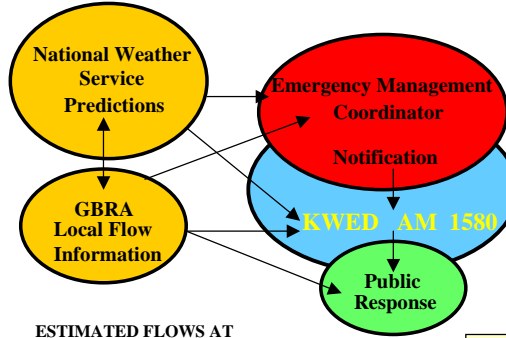 National Weather
Service
Predictions
Emergency Management
Coordinator
Notification
GBRA
Local Flow
Information
KWED AM 1580
Public
Response
ESTIMATED FLOWS AT